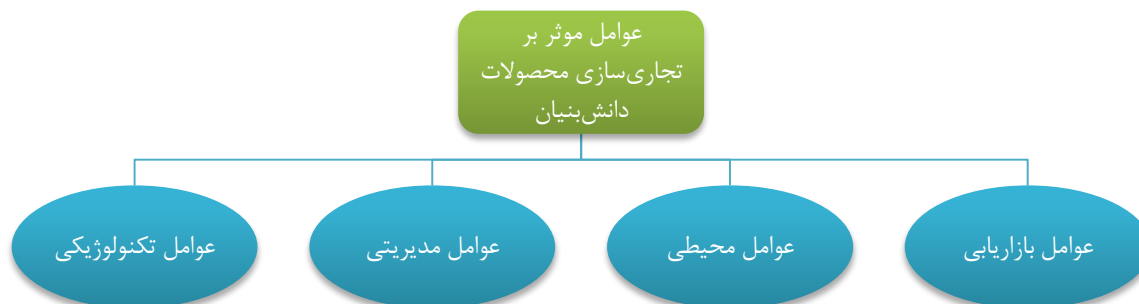 عوامل موثر بر
تجاری‌سازی محصولات
دانش‌بنیان
عوامل بازاریابی
عوامل محیطی
عوامل مدیریتی
عوامل تکنولوژیکی